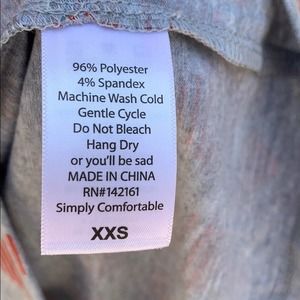 96% Polyester
4% Spandex
Machine Wash Cold
Gentle Cycle
Do Not Bleach
Hang Dry
or you'll be sad
MADE IN CHINA
RN#142161
Simply Comfortable
XXS